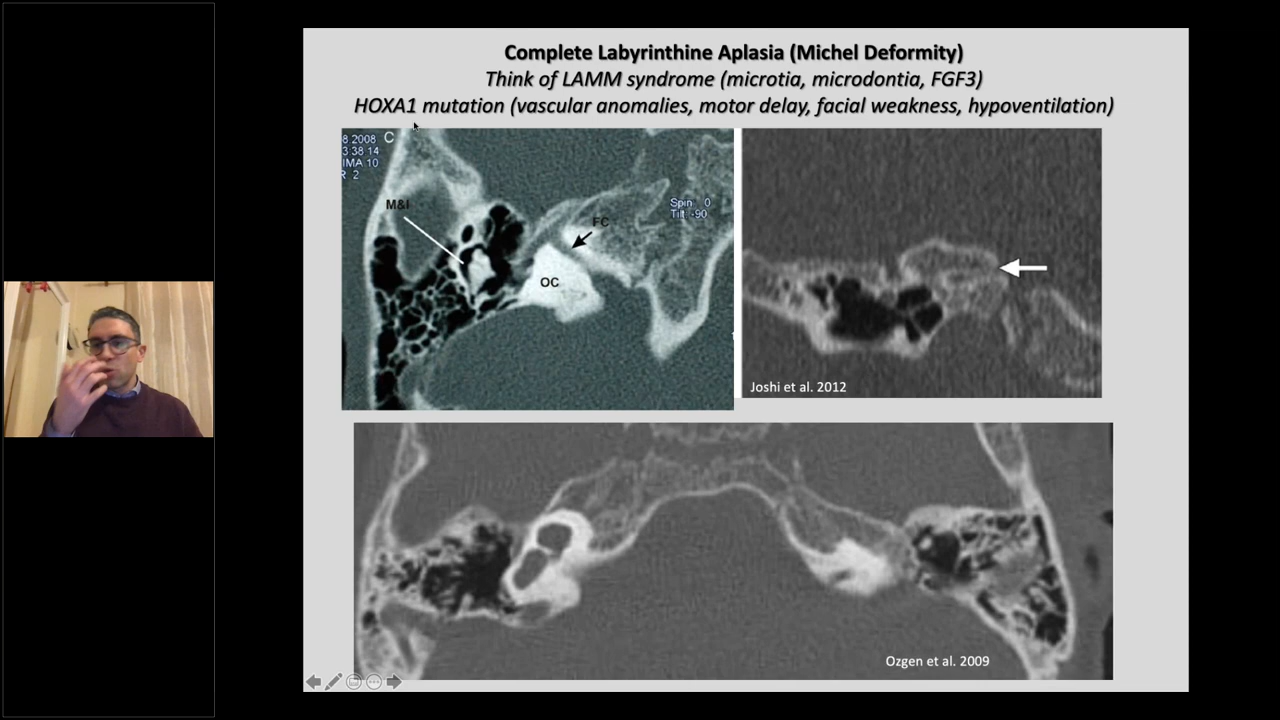 Complete Labyrinthine Aplasia (Michel Deformity)
Think of LAMM syndrome (microtia, microdontia, FGF3)
HOXA1 mutation (vascular anomalies, motor delay, facial weakness, hypoventilation)
8.2008 C
3 38 14
IMA 10
R 2
M&I
FC
OC
Spin: 0
Tilt: -90
Joshi et al. 2012
Ozgen et al. 2009